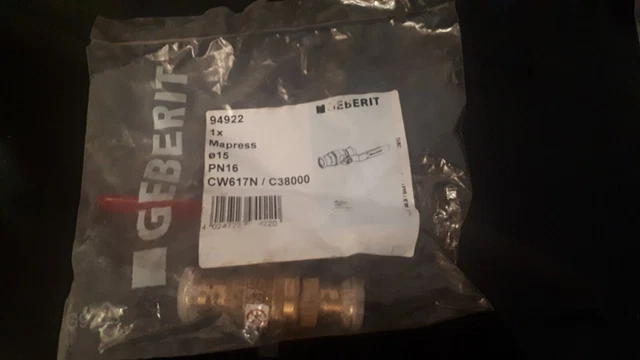 GEBERIT
GEBERIT
94922
1x
Mapress
ø15
PN16
CW617N / C38000